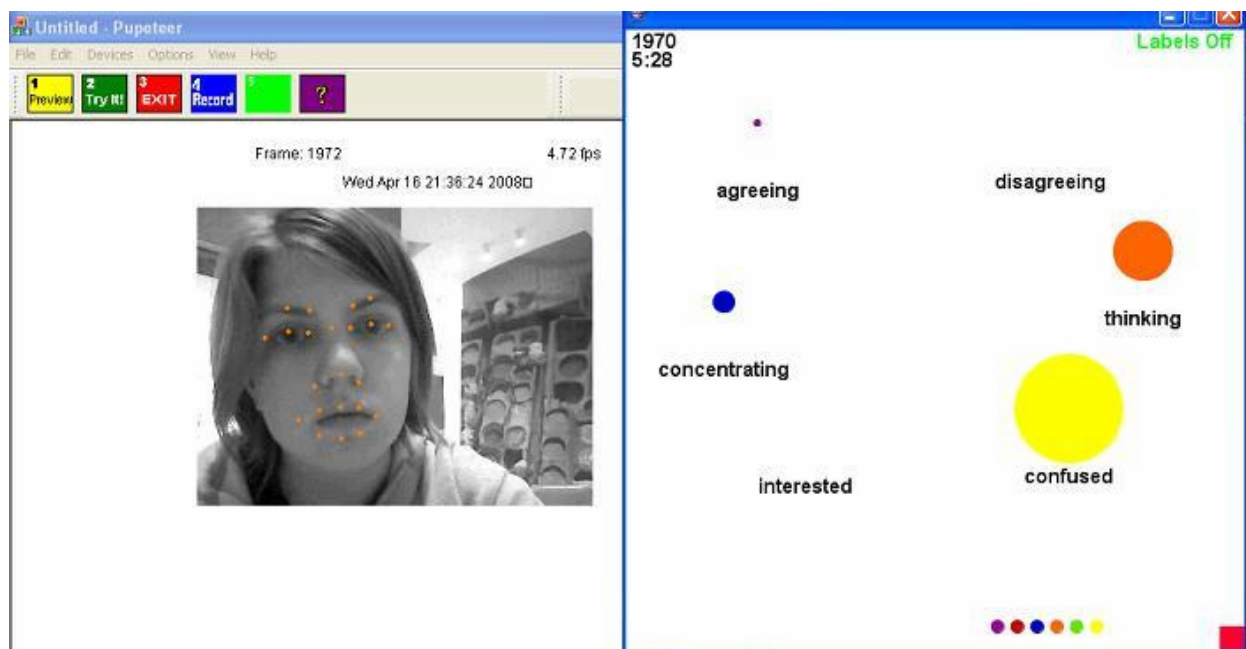 Untitled - Pupeteer
File Edit Devices Options View Help
1 Preview
2 Try It!
3 EXIT
4 Record
5
?
Frame: 1972
4.72 fps
Wed Apr 16 21:36:24 2008□
1970
5:28
Labels Off
agreeing
disagreeing
thinking
concentrating
confused
interested